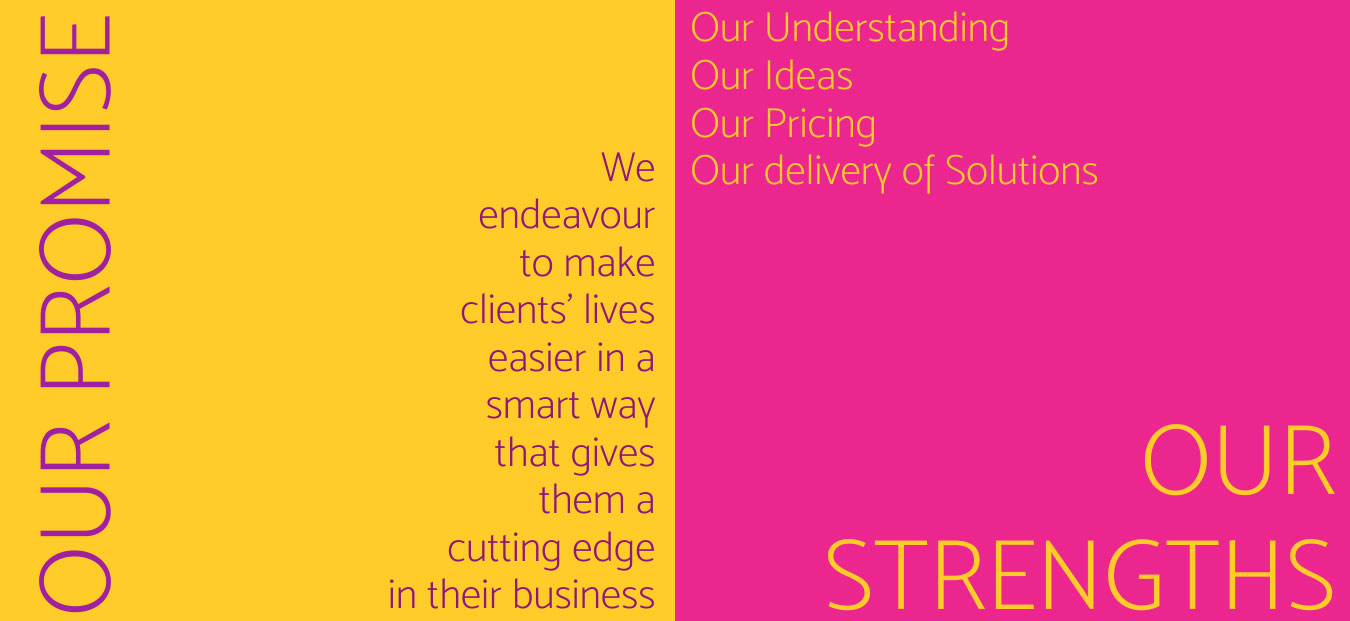 OUR PROMISE
We
endeavour
to make
clients’ lives
easier in a
smart way
that gives
them a
cutting edge
in their business
Our Understanding
Our Ideas
Our Pricing
Our delivery of Solutions
OUR
STRENGTHS